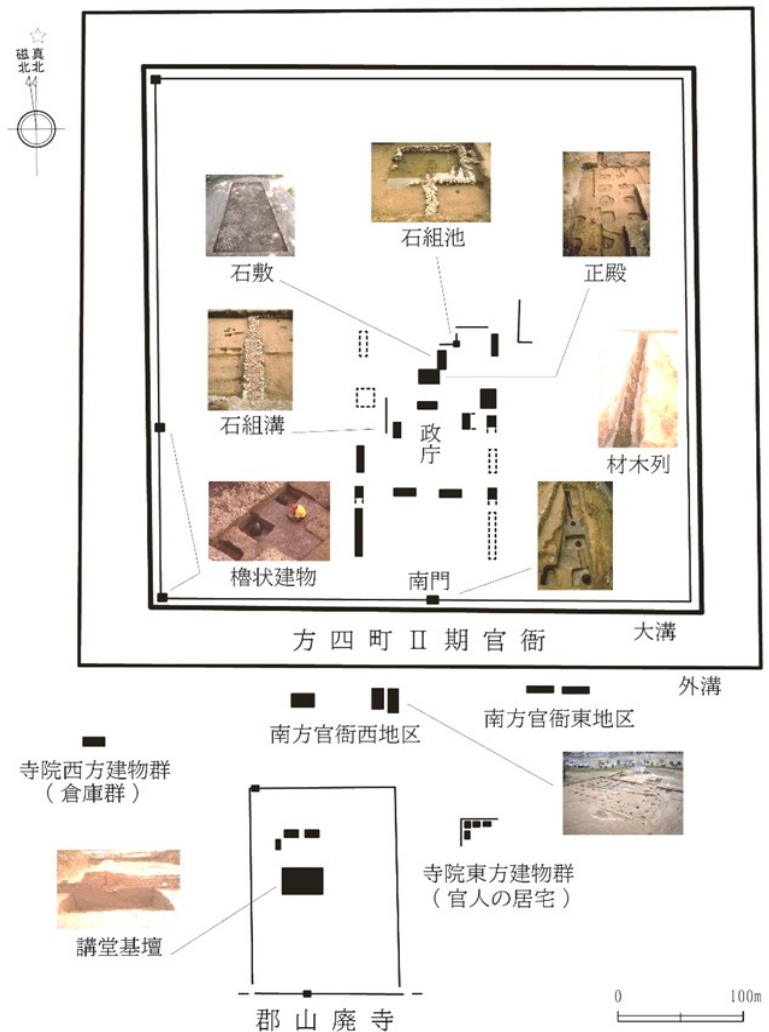 ☆
真北
磁北
石組池
石敷
正殿
石組溝
政庁
材木列
櫓状建物
南門
方四町Ⅱ期官衙
大溝
外溝
南方官衙西地区
南方官衙東地区
寺院西方建物群
(倉庫群)
寺院東方建物群
(官人の居宅)
講堂基壇
郡山廃寺
0 100m